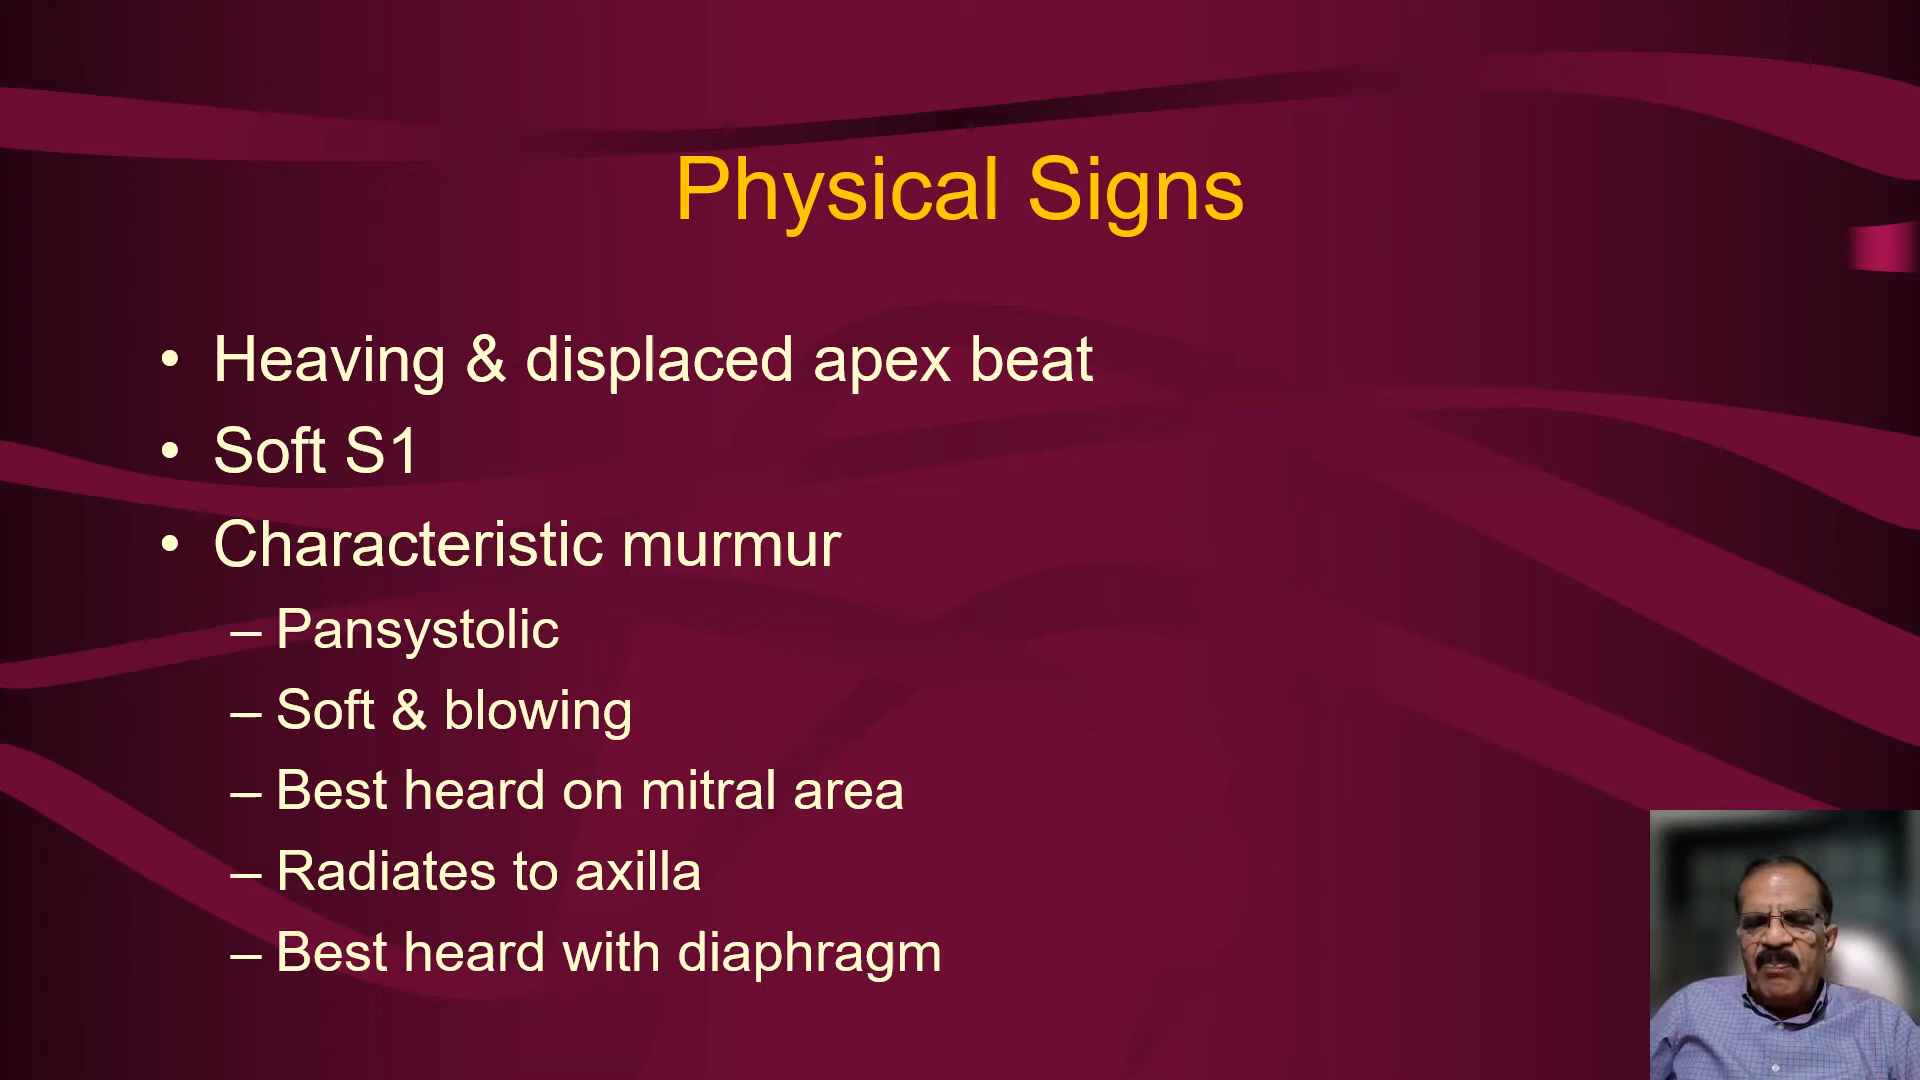 Physical Signs
• Heaving & displaced apex beat
• Soft S1
• Characteristic murmur
– Pansystolic
– Soft & blowing
– Best heard on mitral area
– Radiates to axilla
– Best heard with diaphragm